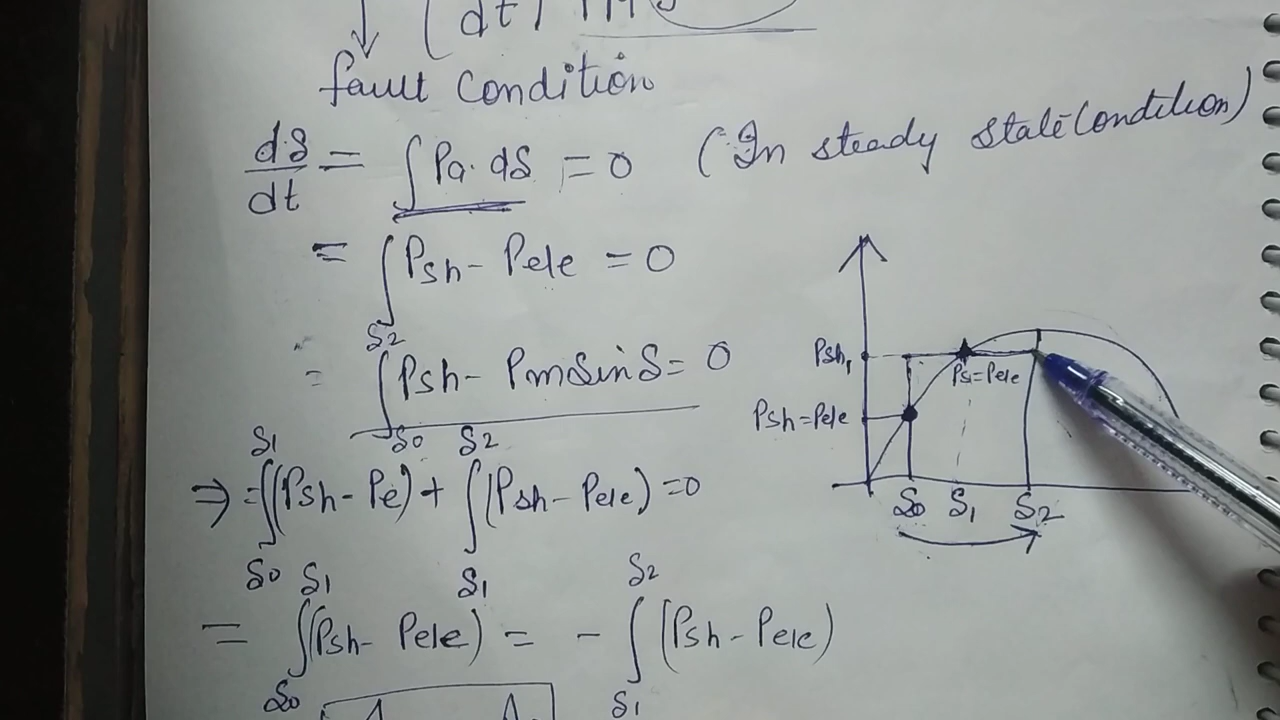 dt
fault Condition
dδ/dt = ∫ Pa. dδ = 0 (In steady state Condition)
= ∫ Psh - Pele = 0
= ∫ Psh - Pm Sin δ = 0
δ2
δ0
⇒ = ∫ (Psh - Pe) + ∫ (Psh - Pele) = 0
δ1 δ2
δ0 δ1
= ∫ (Psh - Pele) = - ∫ (Psh - Pele)
δ1 δ2
δ0 δ1
Psh1
Ps=Pele
Psh=Pele
δ0 δ1 δ2